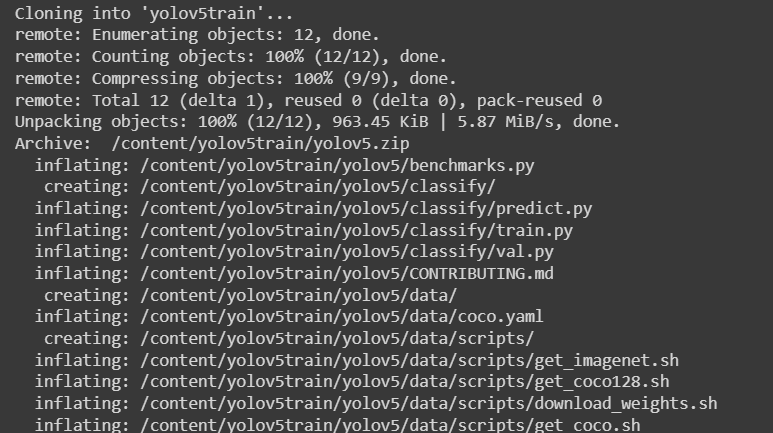 Cloning into 'yolov5train'...
remote: Enumerating objects: 12, done.
remote: Counting objects: 100% (12/12), done.
remote: Compressing objects: 100% (9/9), done.
remote: Total 12 (delta 1), reused 0 (delta 0), pack-reused 0
Unpacking objects: 100% (12/12), 963.45 KiB | 5.87 MiB/s, done.
Archive:  /content/yolov5train/yolov5.zip
  inflating: /content/yolov5train/yolov5/benchmarks.py
   creating: /content/yolov5train/yolov5/classify/
  inflating: /content/yolov5train/yolov5/classify/predict.py
  inflating: /content/yolov5train/yolov5/classify/train.py
  inflating: /content/yolov5train/yolov5/classify/val.py
  inflating: /content/yolov5train/yolov5/CONTRIBUTING.md
   creating: /content/yolov5train/yolov5/data/
  inflating: /content/yolov5train/yolov5/data/coco.yaml
   creating: /content/yolov5train/yolov5/data/scripts/
  inflating: /content/yolov5train/yolov5/data/scripts/get_imagenet.sh
  inflating: /content/yolov5train/yolov5/data/scripts/get_coco128.sh
  inflating: /content/yolov5train/yolov5/data/scripts/download_weights.sh
  inflating: /content/yolov5train/yolov5/data/scripts/get_coco.sh